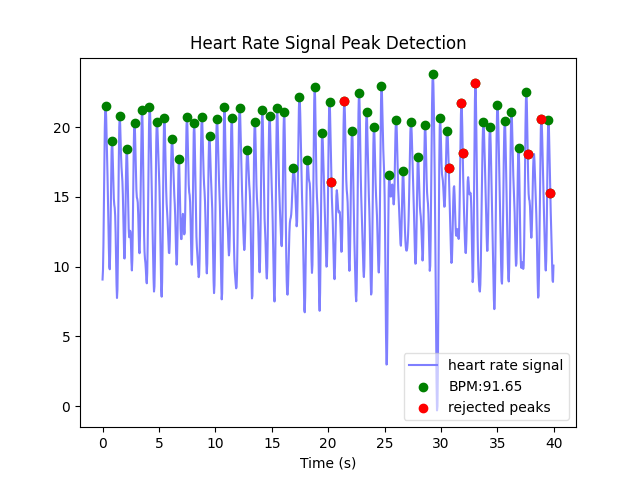 Heart Rate Signal Peak Detection
20
15
10
5
0
heart rate signal
BPM:91.65
rejected peaks
0 5 10 15 20 25 30 35 40
Time (s)